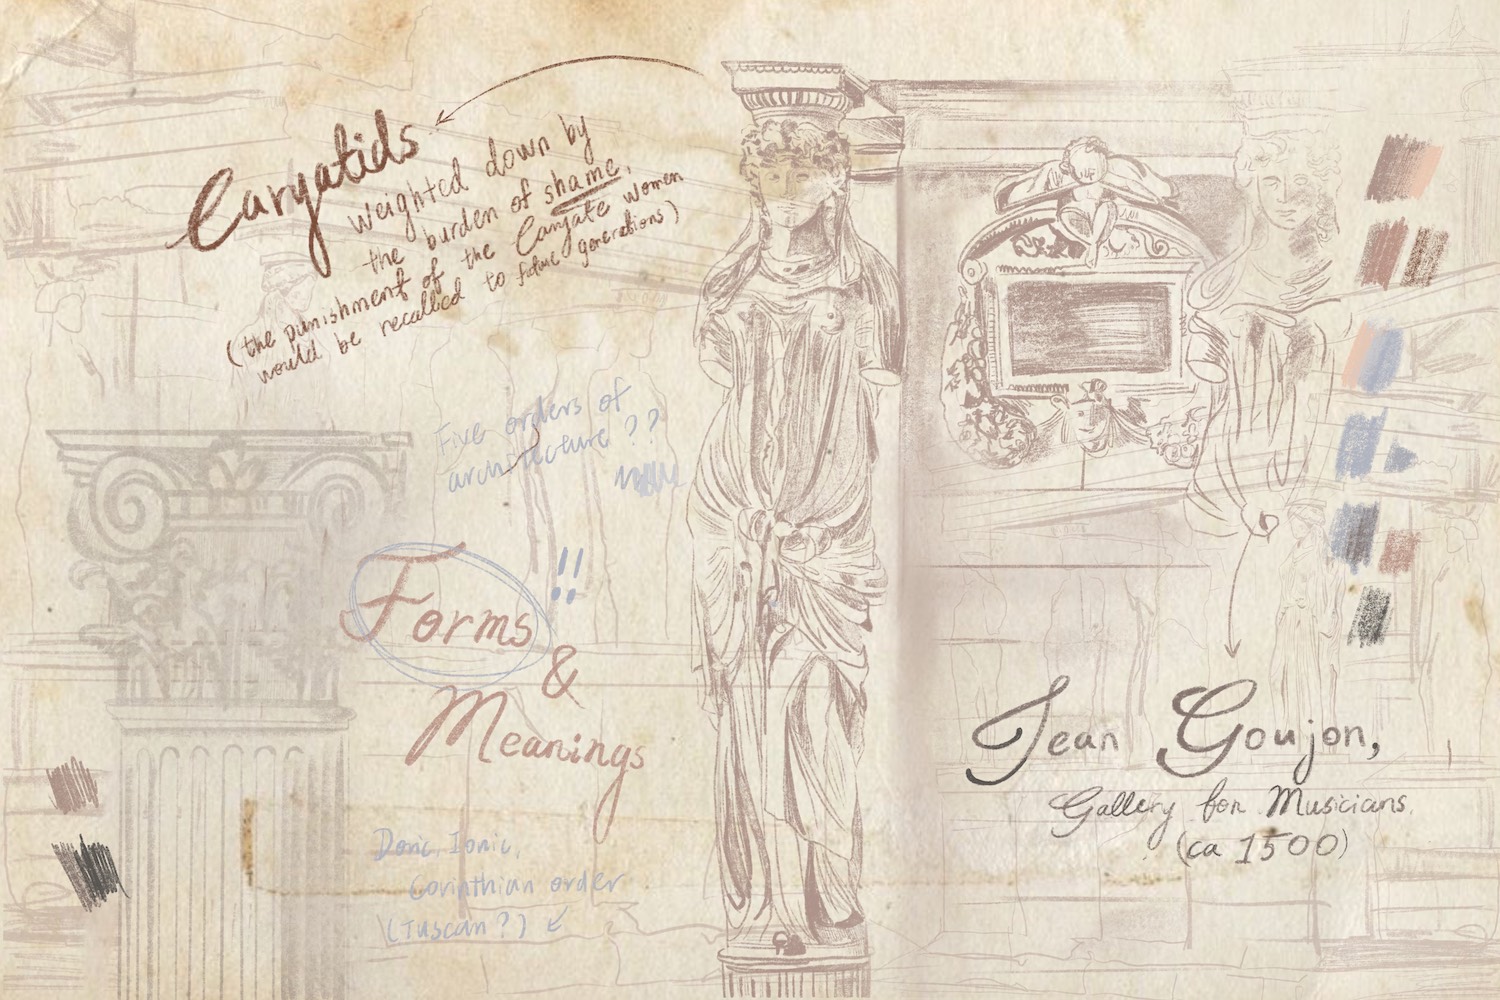 Caryatids
weighted down by
the burden of shame,
(the punishment of the Caryate women
would be recalled to future generations)
Five orders of
architecture ??
Forms !!
&
Meanings
Doric, Ionic,
Corinthian order
(Tuscan?)
Jean Goujon,
Gallery for Musicians.
(ca 1500)